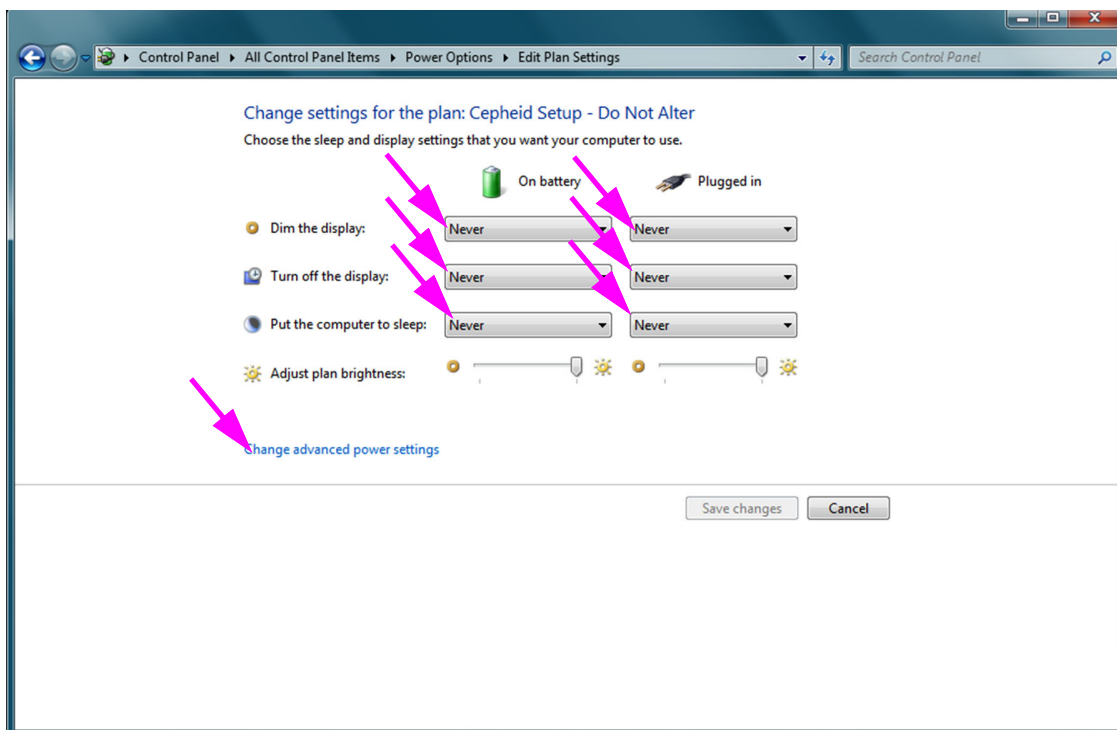 Control Panel ▸ All Control Panel Items ▸ Power Options ▸ Edit Plan Settings
Search Control Panel
Change settings for the plan: Cepheid Setup - Do Not Alter
Choose the sleep and display settings that you want your computer to use.
On battery Plugged in
Dim the display: Never Never
Turn off the display: Never Never
Put the computer to sleep: Never Never
Adjust plan brightness:
Change advanced power settings
Save changes Cancel